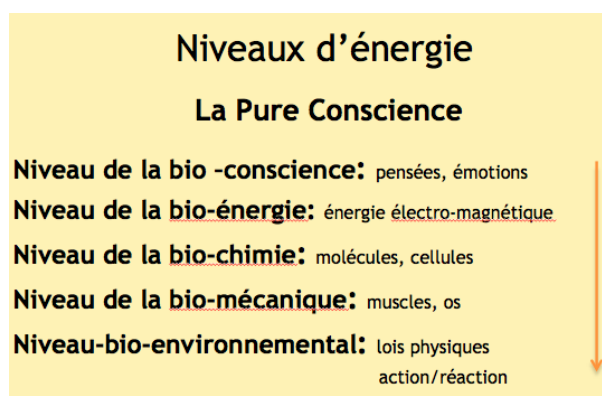 Niveaux d’énergie
La Pure Conscience
Niveau de la bio –conscience: pensées, émotions
Niveau de la bio-énergie: énergie électro-magnétique
Niveau de la bio-chimie: molécules, cellules
Niveau de la bio-mécanique: muscles, os
Niveau-bio-environnemental: lois physiques
action/réaction